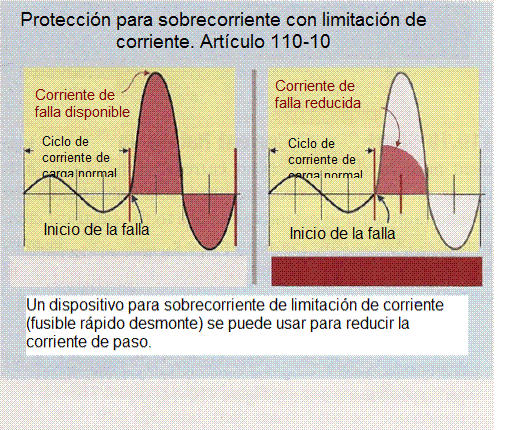 Protección para sobrecorriente con limitación de
corriente. Artículo 110-10
Corriente de
falla disponible
Ciclo de
corriente de
carga normal
Inicio de la falla
Corriente de
falla reducida
Ciclo de
corriente de
carga normal
Inicio de la falla
Un dispositivo para sobrecorriente de limitación de corriente
(fusible rápido desmonte) se puede usar para reducir la
corriente de paso.